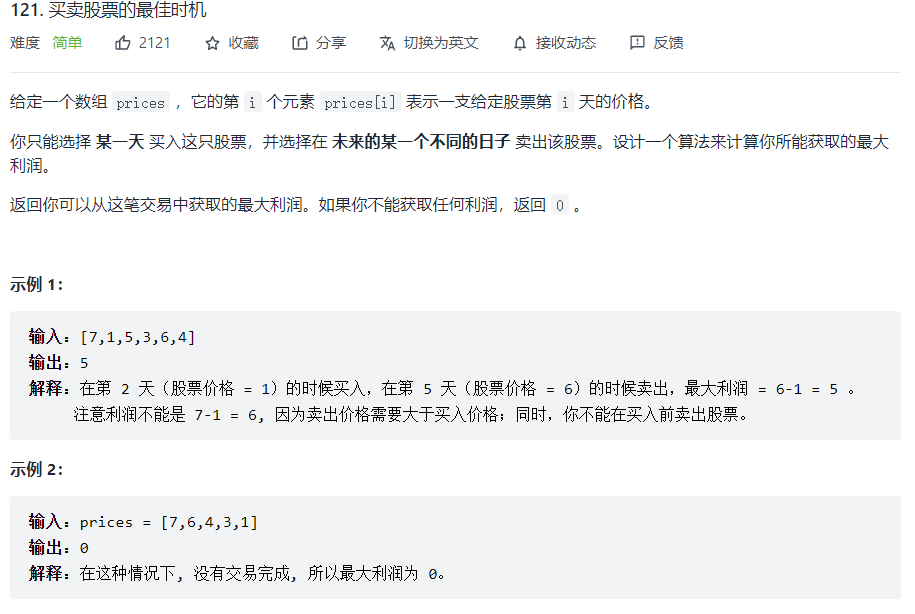 121. 买卖股票的最佳时机
难度 简单 2121 收藏 分享 切换为英文 接收动态 反馈
给定一个数组 prices ，它的第 i 个元素 prices[i] 表示一支给定股票第 i 天的价格。
你只能选择 某一天 买入这只股票，并选择在 未来的某一个不同的日子 卖出该股票。设计一个算法来计算你所能获取的最大
利润。
返回你可以从这笔交易中获取的最大利润。如果你不能获取任何利润，返回 0 。
示例 1：
输入：[7,1,5,3,6,4]
输出：5
解释：在第 2 天（股票价格 = 1）的时候买入，在第 5 天（股票价格 = 6）的时候卖出，最大利润 = 6-1 = 5 。
注意利润不能是 7-1 = 6, 因为卖出价格需要大于买入价格；同时，你不能在买入前卖出股票。
示例 2：
输入：prices = [7,6,4,3,1]
输出：0
解释：在这种情况下, 没有交易完成, 所以最大利润为 0。